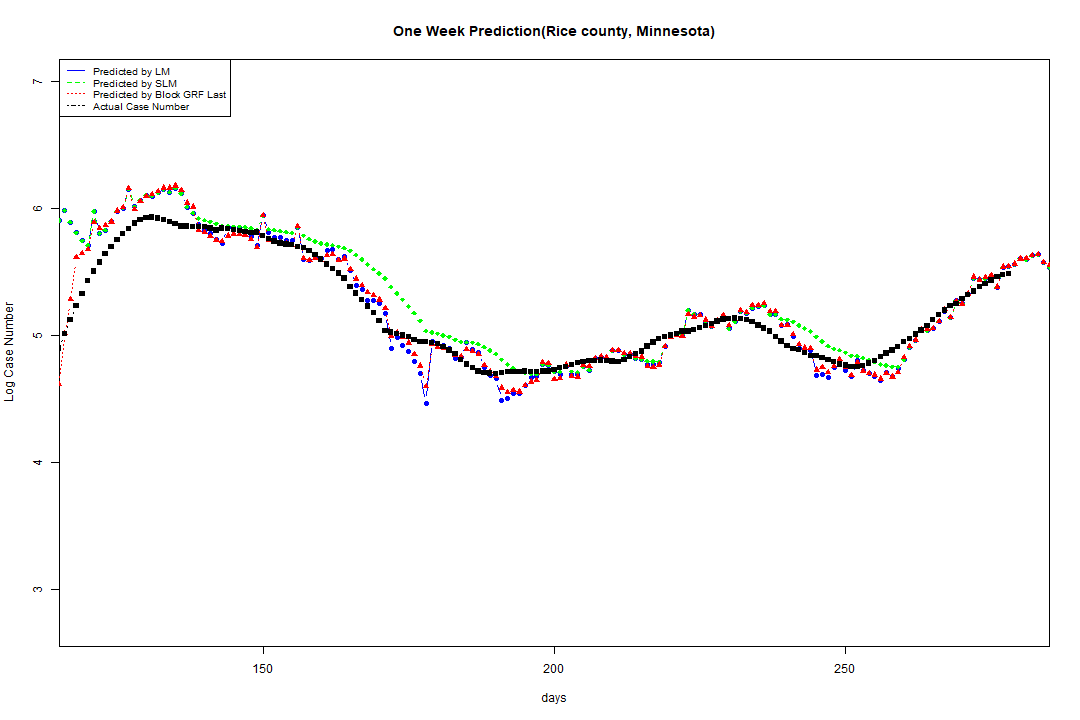 One Week Prediction(Rice county, Minnesota)
Predicted by LM
Predicted by SLM
Predicted by Block GRF Last
Actual Case Number
Log Case Number
7
6
5
4
3
150
200
250
days